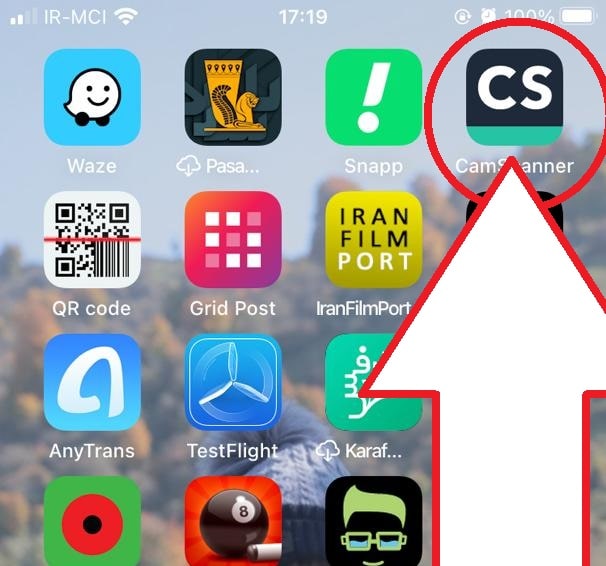 IR-MCI 17:19 100%
CS
Waze Pasa... Snapp CamScanner
IRAN
FILM
PORT
QR code Grid Post IranFilmPort
AnyTrans TestFlight Karaf...
8